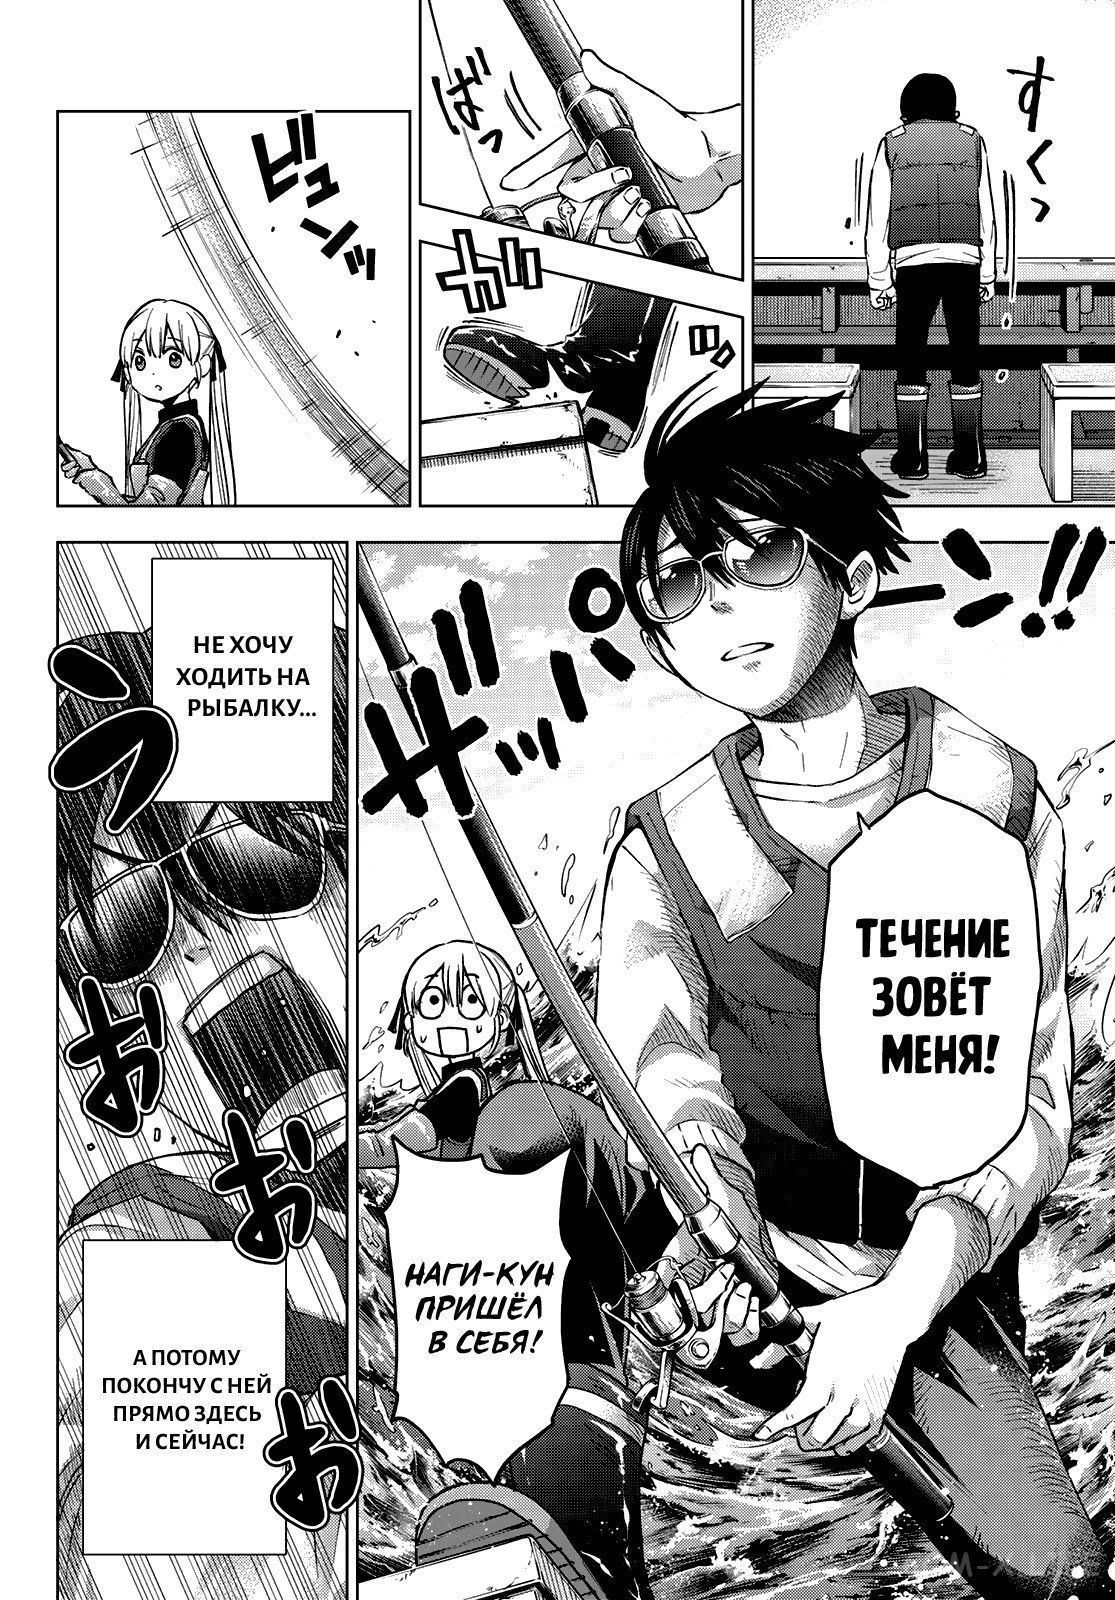 すくっ
ばっ
ガッ
ビュンッ
ザッパーン!!
ТЕЧЕНИЕ
ЗОВЁТ
МЕНЯ!
НАГИ-КУН
ПРИШЁЛ
В СЕБЯ!
НЕ ХОЧУ
ХОДИТЬ НА
РЫБАЛКУ...
うおおお
А ПОТОМУ
ПОКОНЧУ С НЕЙ
ПРЯМО ЗДЕСЬ
И СЕЙЧАС!